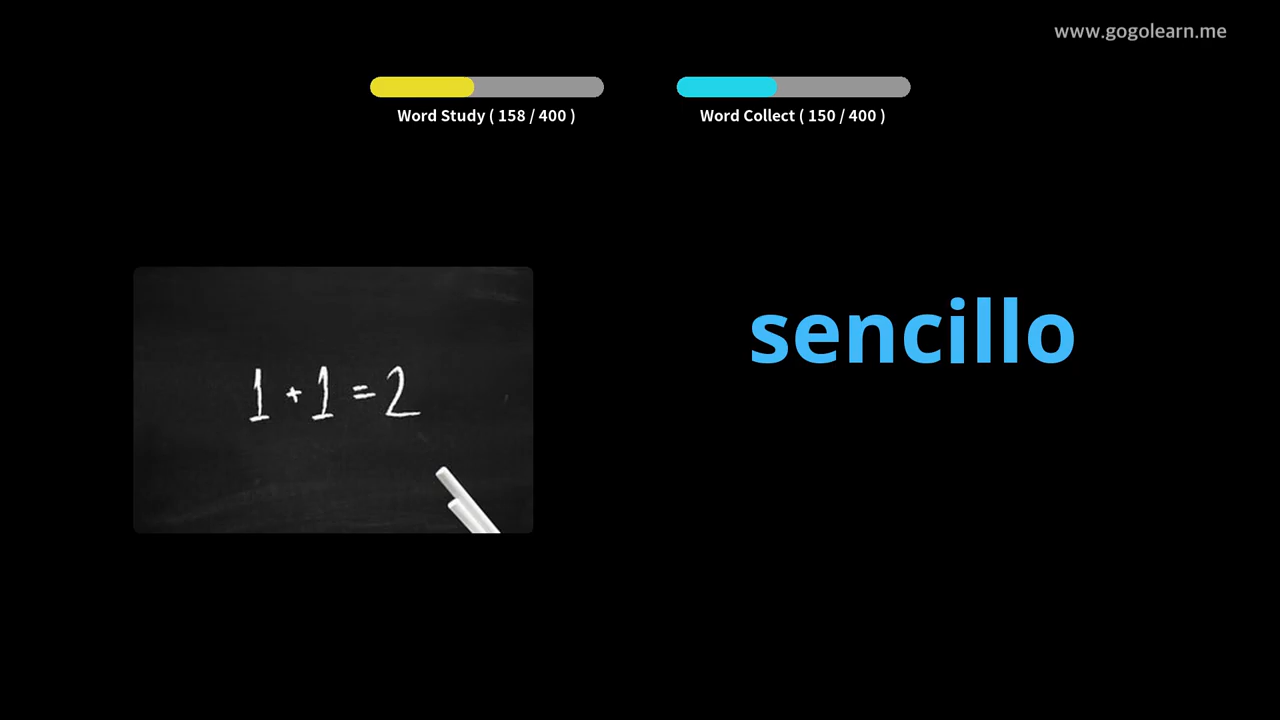 www.gogolearn.me
Word Study ( 158 / 400 )
Word Collect ( 150 / 400 )
sencillo
1 + 1 = 2